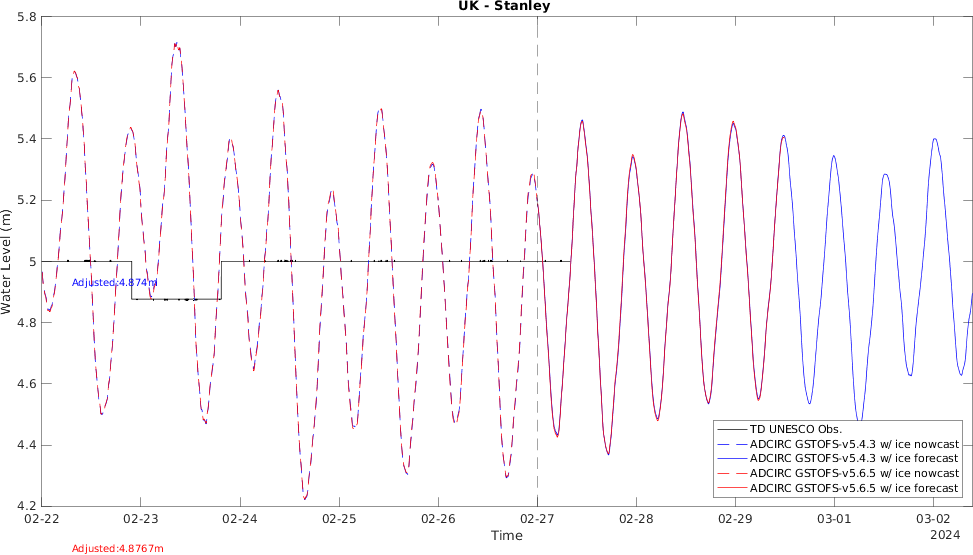 UK - Stanley
5.8
5.6
5.4
5.2
5
4.8
4.6
4.4
4.2
Water Level (m)
Adjusted:4.874m
TD UNESCO Obs.
ADCIRC GSTOFS-v5.4.3 w/ ice nowcast
ADCIRC GSTOFS-v5.4.3 w/ ice forecast
ADCIRC GSTOFS-v5.6.5 w/ ice nowcast
ADCIRC GSTOFS-v5.6.5 w/ ice forecast
02-22 02-23 02-24 02-25 02-26 02-27 02-28 02-29 03-01 03-02
Time
2024
Adjusted:4.8767m